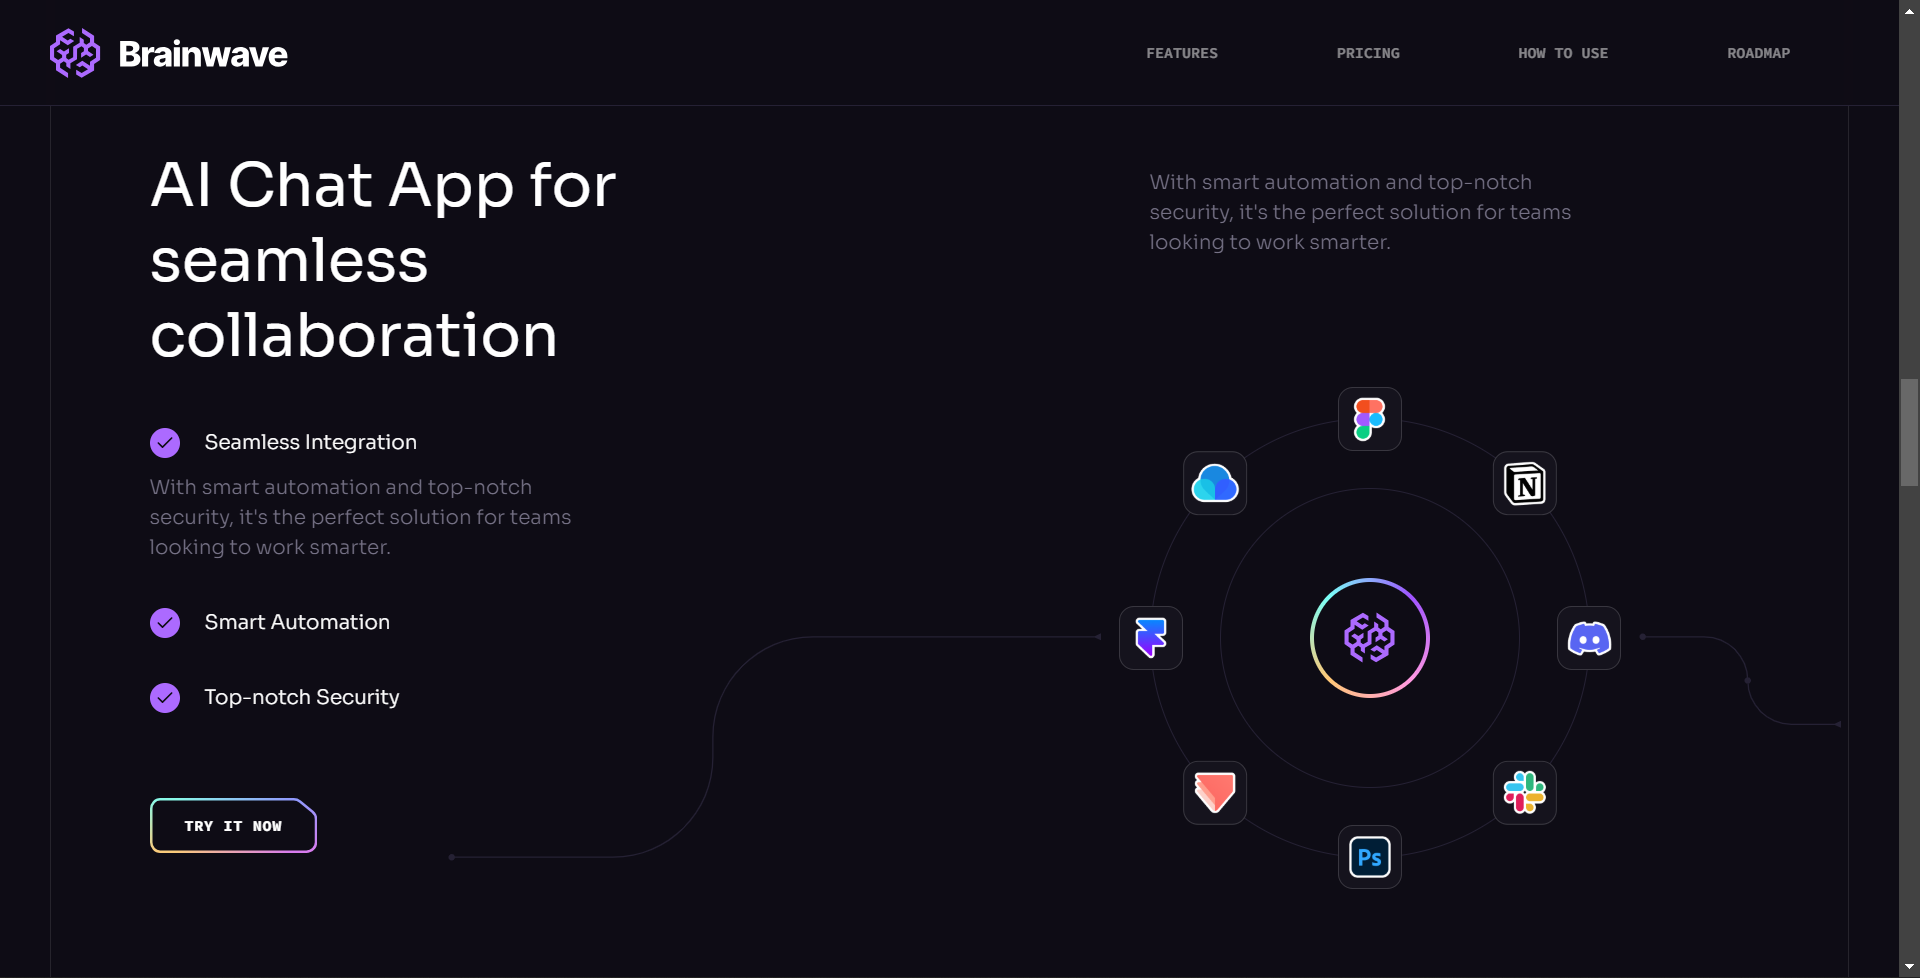 Brainwave
FEATURES
PRICING
HOW TO USE
ROADMAP
AI Chat App for
seamless
collaboration
With smart automation and top-notch
security, it's the perfect solution for teams
looking to work smarter.
Seamless Integration
With smart automation and top-notch
security, it's the perfect solution for teams
looking to work smarter.
Smart Automation
Top-notch Security
TRY IT NOW
N
Ps